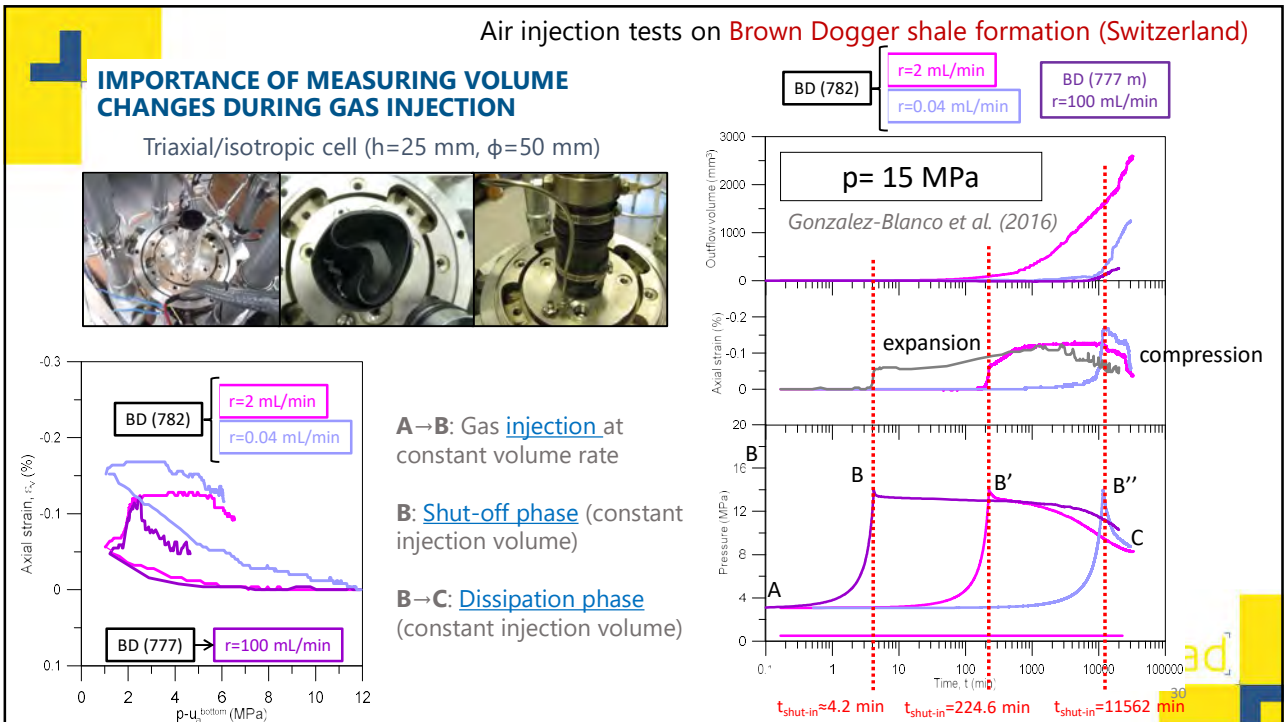 Air injection tests on Brown Dogger shale formation (Switzerland)
IMPORTANCE OF MEASURING VOLUME
CHANGES DURING GAS INJECTION
Triaxial/isotropic cell (h=25 mm, ϕ=50 mm)
BD (782)
r=2 mL/min
r=0.04 mL/min
BD (777 m)
r=100 mL/min
p= 15 MPa
Gonzalez-Blanco et al. (2016)
Outflow volume (mm³)
3000
2000
1000
0
Axial strain (%)
-0.2
-0.1
0
expansion
compression
Pressure (MPa)
20
16
12
8
4
0
B
B
B'
B''
A
C
0.1
1
10
100
1000
10000
100000
Time, t (min)
t shut-in≈4.2 min
t shut-in=224.6 min
t shut-in=11562 min
-0.3
-0.2
-0.1
0
0.1
Axial strain, εv (%)
BD (782)
r=2 mL/min
r=0.04 mL/min
BD (777)
r=100 mL/min
0 2 4 6 8 10 12
p-ua bottom (MPa)
A→B: Gas injection at
constant volume rate
B: Shut-off phase (constant
injection volume)
B→C: Dissipation phase
(constant injection volume)
ad
30